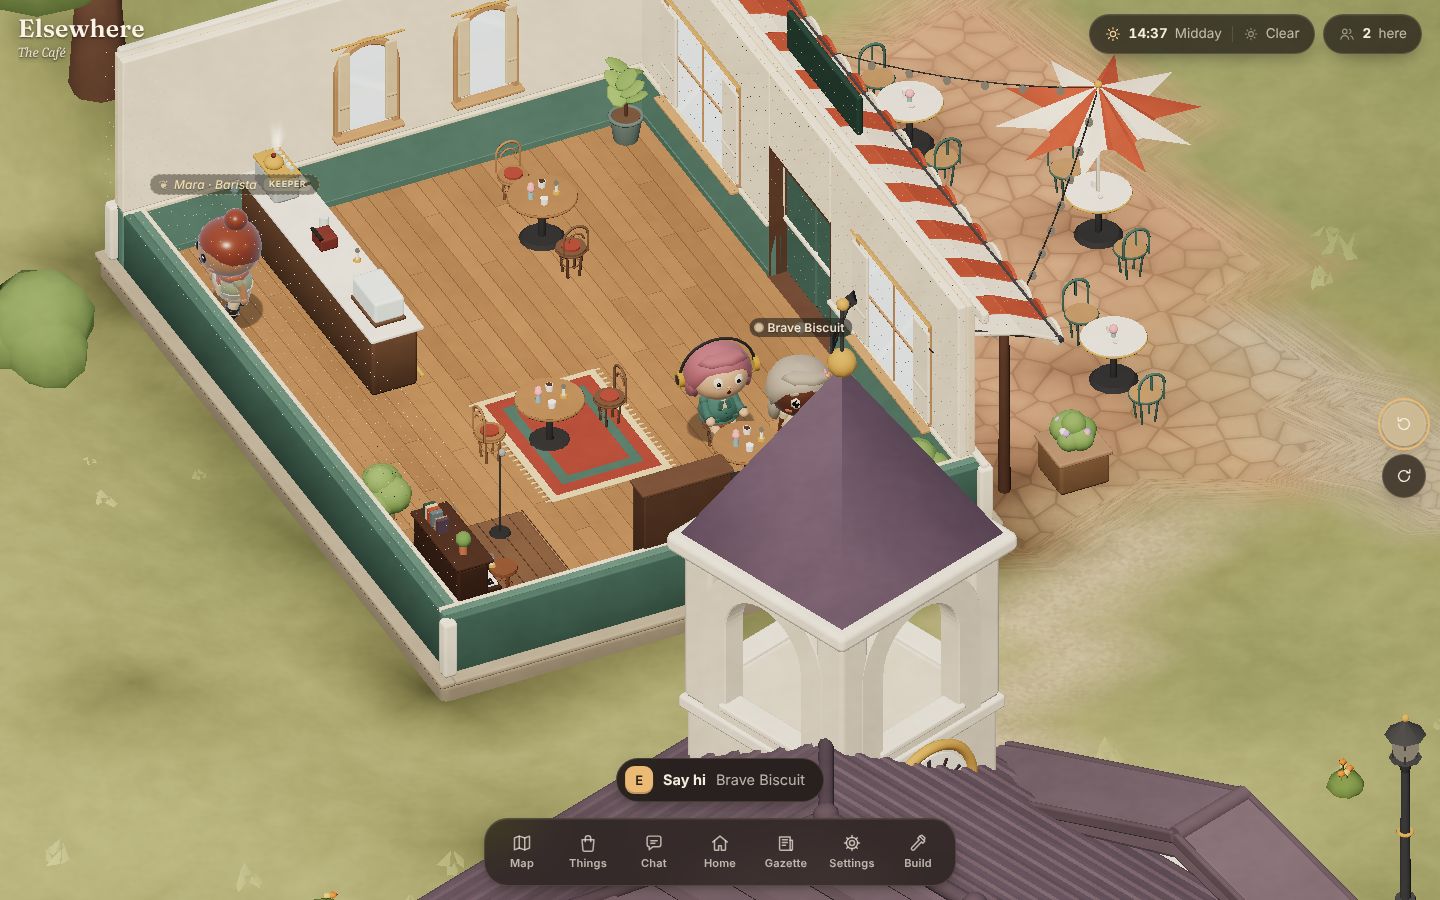 Elsewhere
The Café
14:37 Midday Clear
2 here
Mara · Barista KEEPER
Brave Biscuit
E Say hi Brave Biscuit
Map Things Chat Home Gazette Settings Build